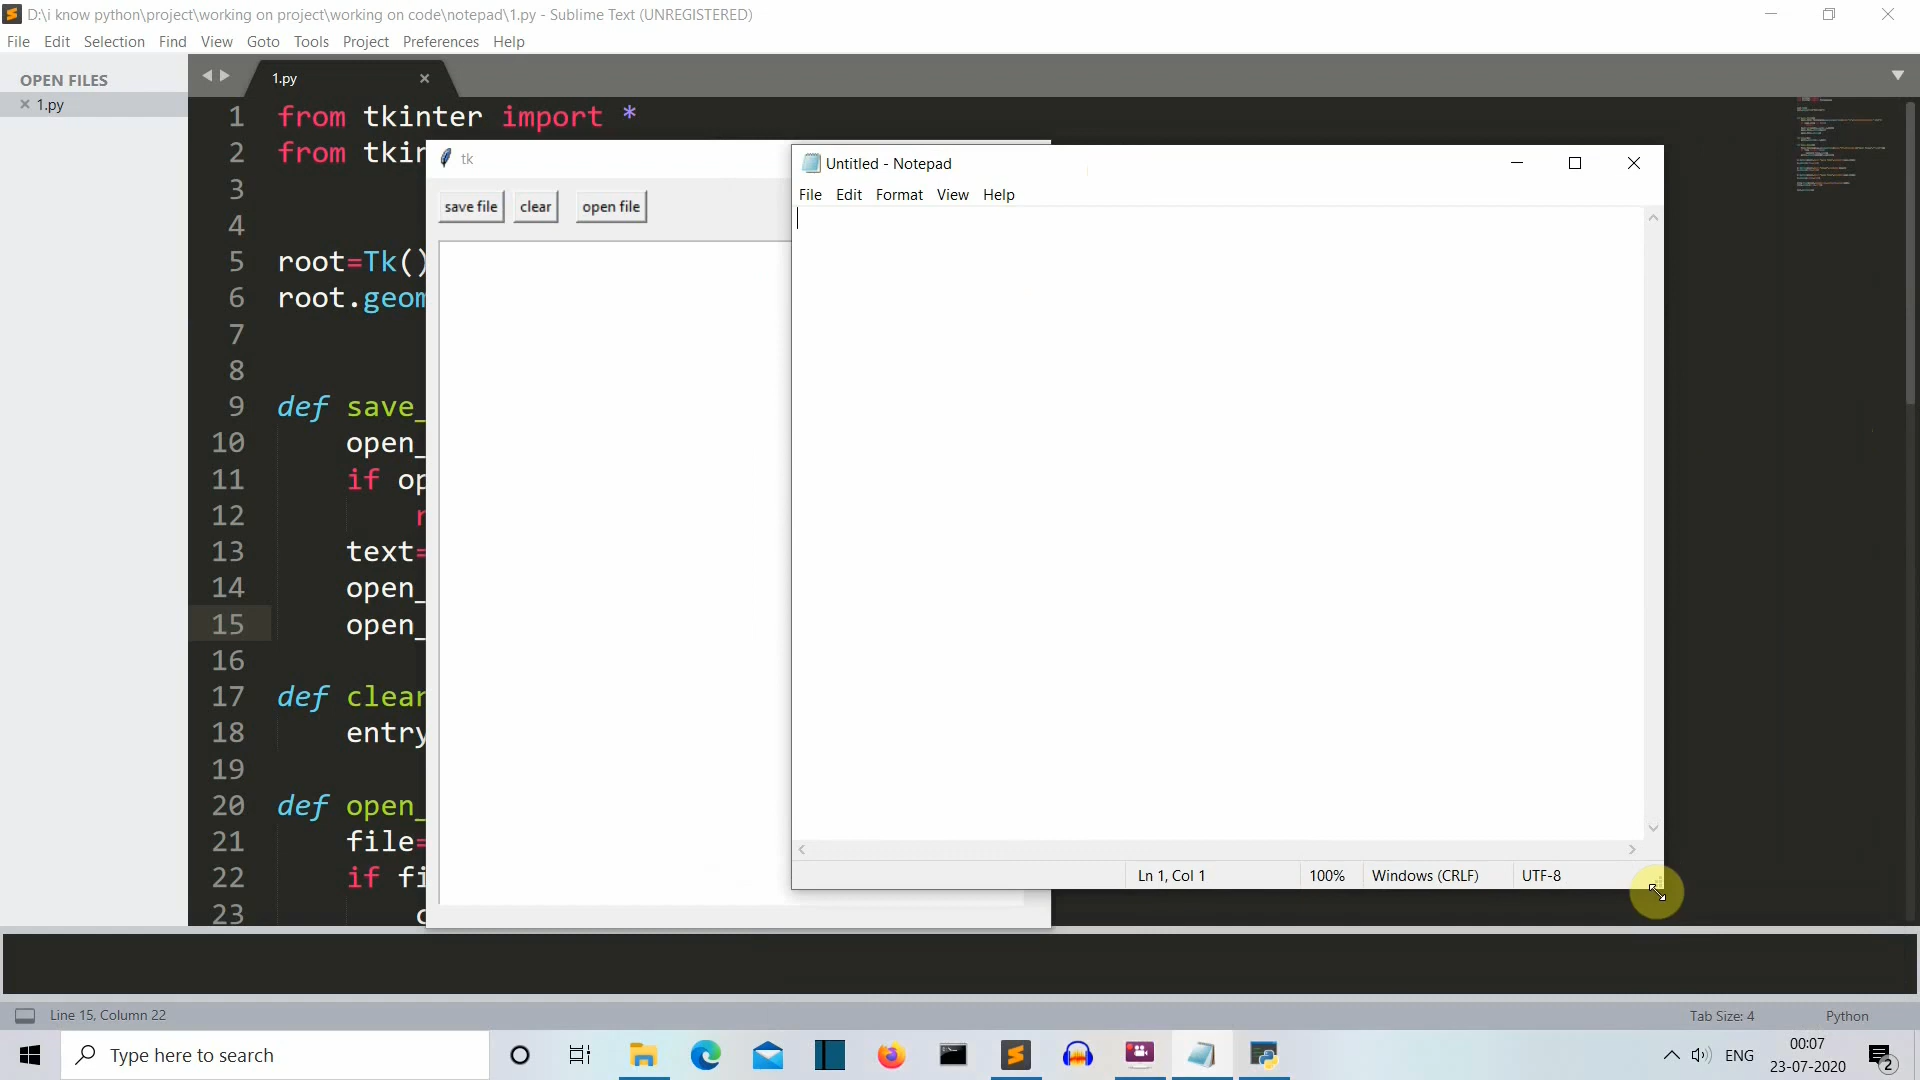 D:\i know python\project\working on project\working on code\notepad\1.py - Sublime Text (UNREGISTERED)
File Edit Selection Find View Goto Tools Project Preferences Help
OPEN FILES
1.py
1.py
1 from tkinter import *
2 from tkin
3
4
5 root=Tk()
6 root.geom
7
8
9 def save_
10 open_
11 if op
12 r
13 text=
14 open_
15 open_
16
17 def clear
18 entry
19
20 def open_
21 file=
22 if fi
23 c
tk
save file clear open file
Untitled - Notepad
File Edit Format View Help
Ln 1, Col 1 100% Windows (CRLF) UTF-8
Line 15, Column 22 Tab Size: 4 Python
Type here to search
ENG
00:07
23-07-2020
2